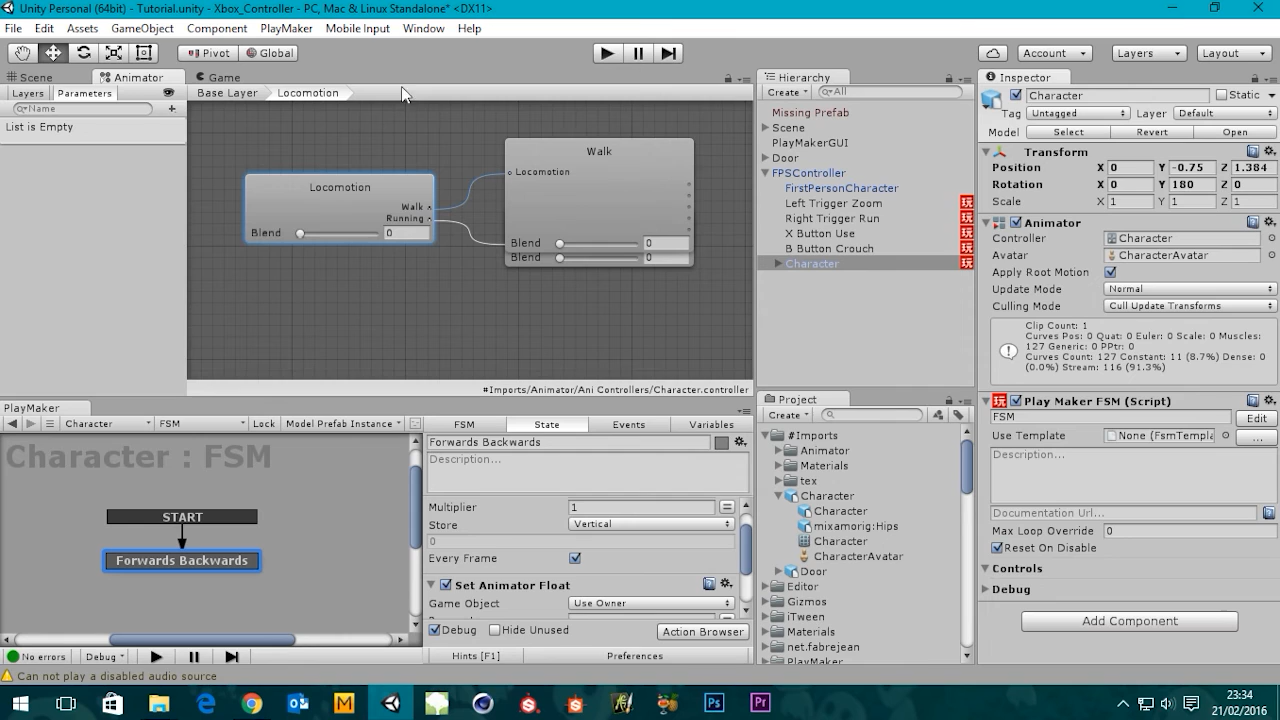 Unity Personal (64bit) - Tutorial.unity - Xbox_Controller - PC, Mac & Linux Standalone* <DX11>
File Edit Assets GameObject Component PlayMaker Mobile Input Window Help
Pivot Global Account Layers Layout
Scene Animator Game
Layers Parameters Base Layer Locomotion
Name
List is Empty
Locomotion
Walk
Running
Blend 0
Walk
Locomotion
Blend 0
Blend 0
#Imports/Animator/Ani Controllers/Character.controller
Hierarchy
Create All
Missing Prefab
Scene
PlayMakerGUI
Door
FPSController
FirstPersonCharacter
Left Trigger Zoom
Right Trigger Run
X Button Use
B Button Crouch
Character
Project
Create
#Imports
Animator
Materials
tex
Character
Character
mixamorig:Hips
Character
CharacterAvatar
Door
Editor
Gizmos
iTween
Materials
net.fabrejean
PlayMaker
Inspector
Character Static
Tag Untagged Layer Default
Model Select Revert Open
Transform
Position X 0 Y -0.75 Z 1.384
Rotation X 0 Y 180 Z 0
Scale X 1 Y 1 Z 1
Animator
Controller Character
Avatar CharacterAvatar
Apply Root Motion
Update Mode Normal
Culling Mode Cull Update Transforms
Clip Count: 1
Curves Pos: 0 Quat: 0 Euler: 0 Scale: 0 Muscles:
127 Generic: 0 PPtr: 0
Curves Count: 127 Constant: 11 (8.7%) Dense: 0
(0.0%) Stream: 116 (91.3%)
玩 Play Maker FSM (Script)
FSM Edit
Use Template None (FsmTempla ...
Description...
Documentation Url...
Max Loop Override 0
Reset On Disable
Controls
Debug
Add Component
PlayMaker
Character FSM Lock Model Prefab Instance
Character : FSM
START
Forwards Backwards
FSM State Events Variables
Forwards Backwards
Description...
Multiplier 1
Store Vertical
0
Every Frame
Set Animator Float
Game Object Use Owner
Debug Hide Unused Action Browser
No errors Debug Hints [F1] Preferences
Can not play a disabled audio source
23:34
21/02/2016